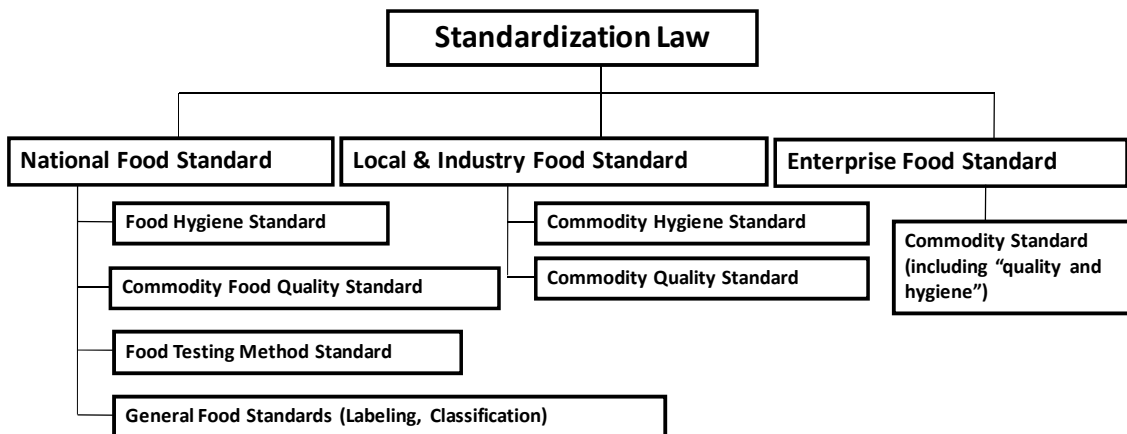 Standardization Law
National Food Standard
Local & Industry Food Standard
Enterprise Food Standard
Food Hygiene Standard
Commodity Food Quality Standard
Food Testing Method Standard
General Food Standards (Labeling, Classification)
Commodity Hygiene Standard
Commodity Quality Standard
Commodity Standard
(including “quality and
hygiene”)